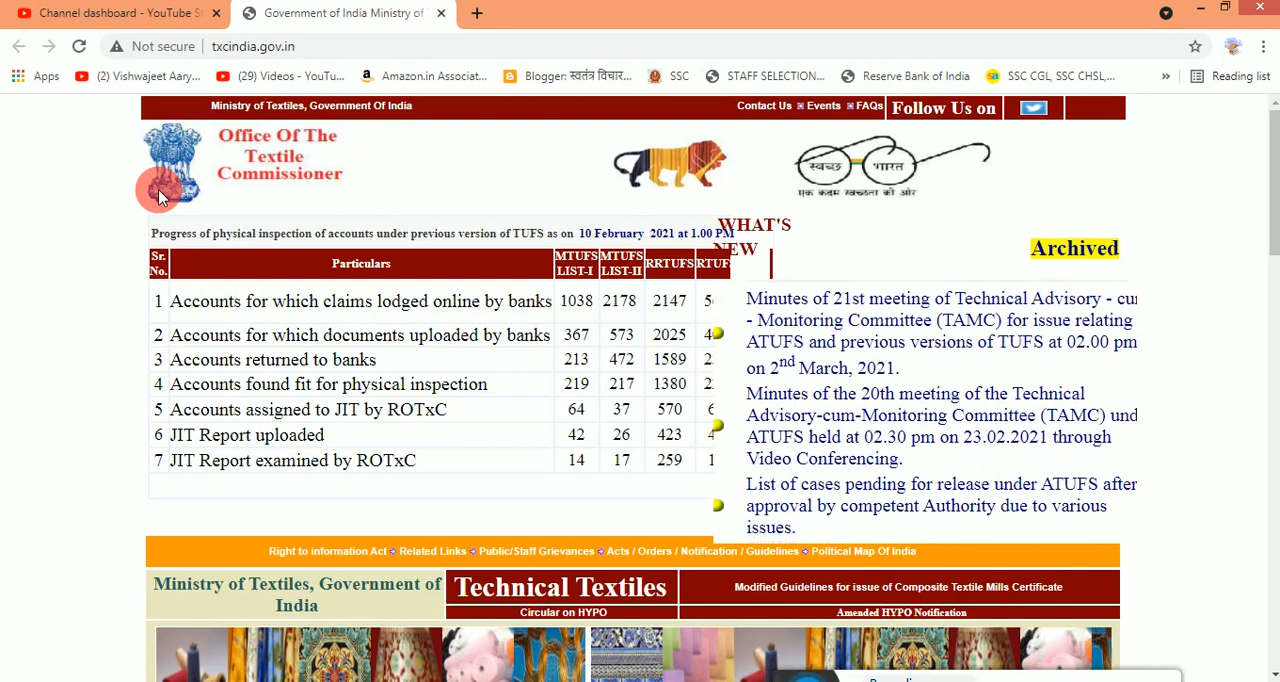 Channel dashboard - YouTube S
Government of India Ministry of
Not secure
txcindia.gov.in
Apps
(2) Vishwajeet Aary...
(29) Videos - YouTu...
Amazon.in Associat...
Blogger: स्वतंत्र विचार...
SSC
STAFF SELECTION...
Reserve Bank of India
SSC CGL, SSC CHSL,...
»
Reading list
Ministry of Textiles, Government Of India
Contact Us Events FAQs
Follow Us on
Office Of The
Textile
Commissioner
स्वच्छ भारत
एक कदम स्वच्छता की ओर
Progress of physical inspection of accounts under previous version of TUFS as on 10 February 2021 at 1.00 PM
Sr. No. Particulars MTUFS LIST-I MTUFS LIST-II RRTUFS RTUF
1 Accounts for which claims lodged online by banks 1038 2178 2147 5
2 Accounts for which documents uploaded by banks 367 573 2025 4
3 Accounts returned to banks 213 472 1589 2
4 Accounts found fit for physical inspection 219 217 1380 2
5 Accounts assigned to JIT by ROTxC 64 37 570 6
6 JIT Report uploaded 42 26 423 4
7 JIT Report examined by ROTxC 14 17 259 1
WHAT'S
NEW
Archived
Minutes of 21st meeting of Technical Advisory - cum
- Monitoring Committee (TAMC) for issue relating
ATUFS and previous versions of TUFS at 02.00 pm
on 2nd March, 2021.
Minutes of the 20th meeting of the Technical
Advisory-cum-Monitoring Committee (TAMC) und
ATUFS held at 02.30 pm on 23.02.2021 through
Video Conferencing.
List of cases pending for release under ATUFS after
approval by competent Authority due to various
issues.
Right to information Act Related Links Public/Staff Grievances Acts / Orders / Notification / Guidelines Political Map Of India
Ministry of Textiles, Government of
India
Technical Textiles
Circular on HYPO
Modified Guidelines for issue of Composite Textile Mills Certificate
Amended HYPO Notification